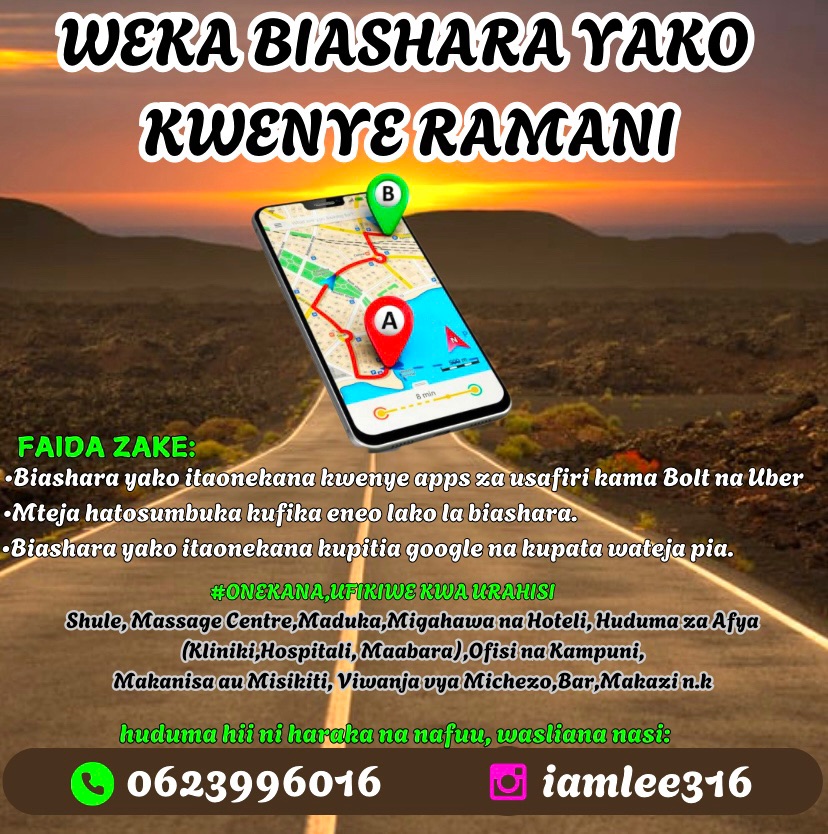 WEKA BIASHARA YAKO
KWENYE RAMANI
B
A
N
8 min
FAIDA ZAKE:
•Biashara yako itaonekana kwenye apps za usafiri kama Bolt na Uber
•Mteja hatosumbuka kufika eneo lako la biashara.
•Biashara yako itaonekana kupitia google na kupata wateja pia.
#ONEKANA,UFIKIWE KWA URAHISI
Shule, Massage Centre,Maduka,Migahawa na Hoteli, Huduma za Afya
(Kliniki,Hospitali, Maabara),Ofisi na Kampuni,
Makanisa au Misikiti, Viwanja vya Michezo,Bar,Makazi n.k
huduma hii ni haraka na nafuu, wasliana nasi:
0623996016
iamlee316